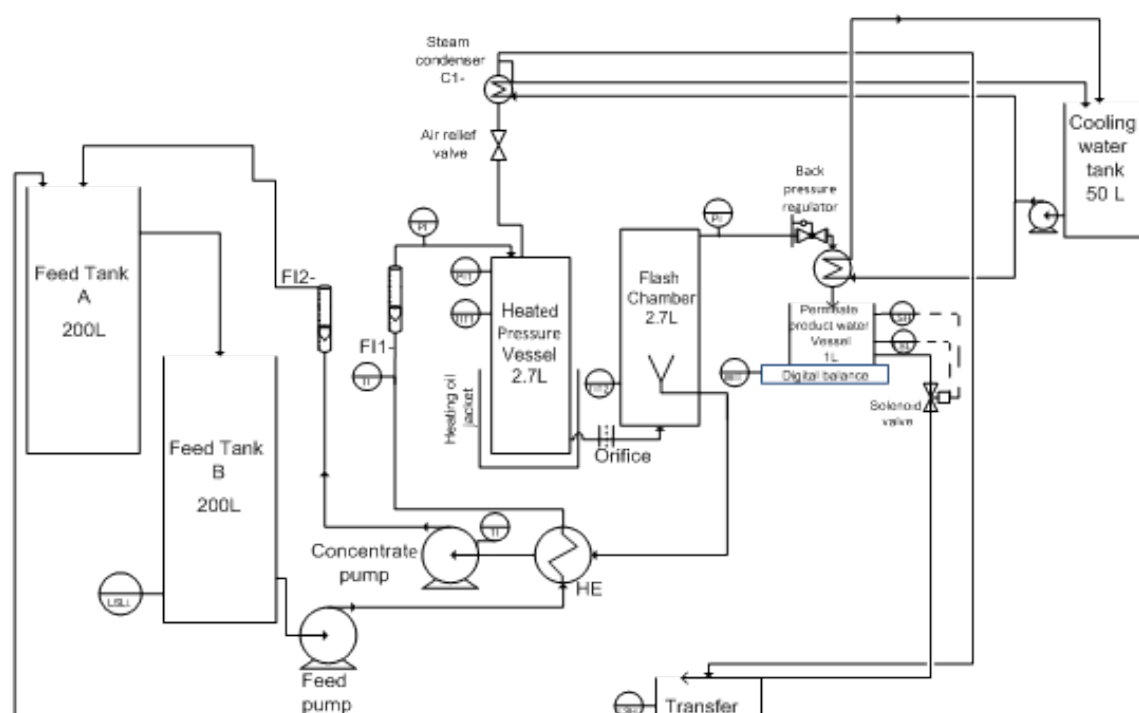 Steam
condenser
C1-
Air relief
valve
Cooling
water
tank
50 L
Back
pressure
regulator
PI
PI
Feed Tank
A
200L
FI2-
FI1-
TI
Heated
Pressure
Vessel
2.7L
Flash
Chamber
2.7L
Permeate
product water
Vessel
1L
Digital balance
Solenoid
valve
Heating oil
jacket
Orifice
Feed Tank
B
200L
Concentrate
pump
TI
HE
Feed
pump
Transfer